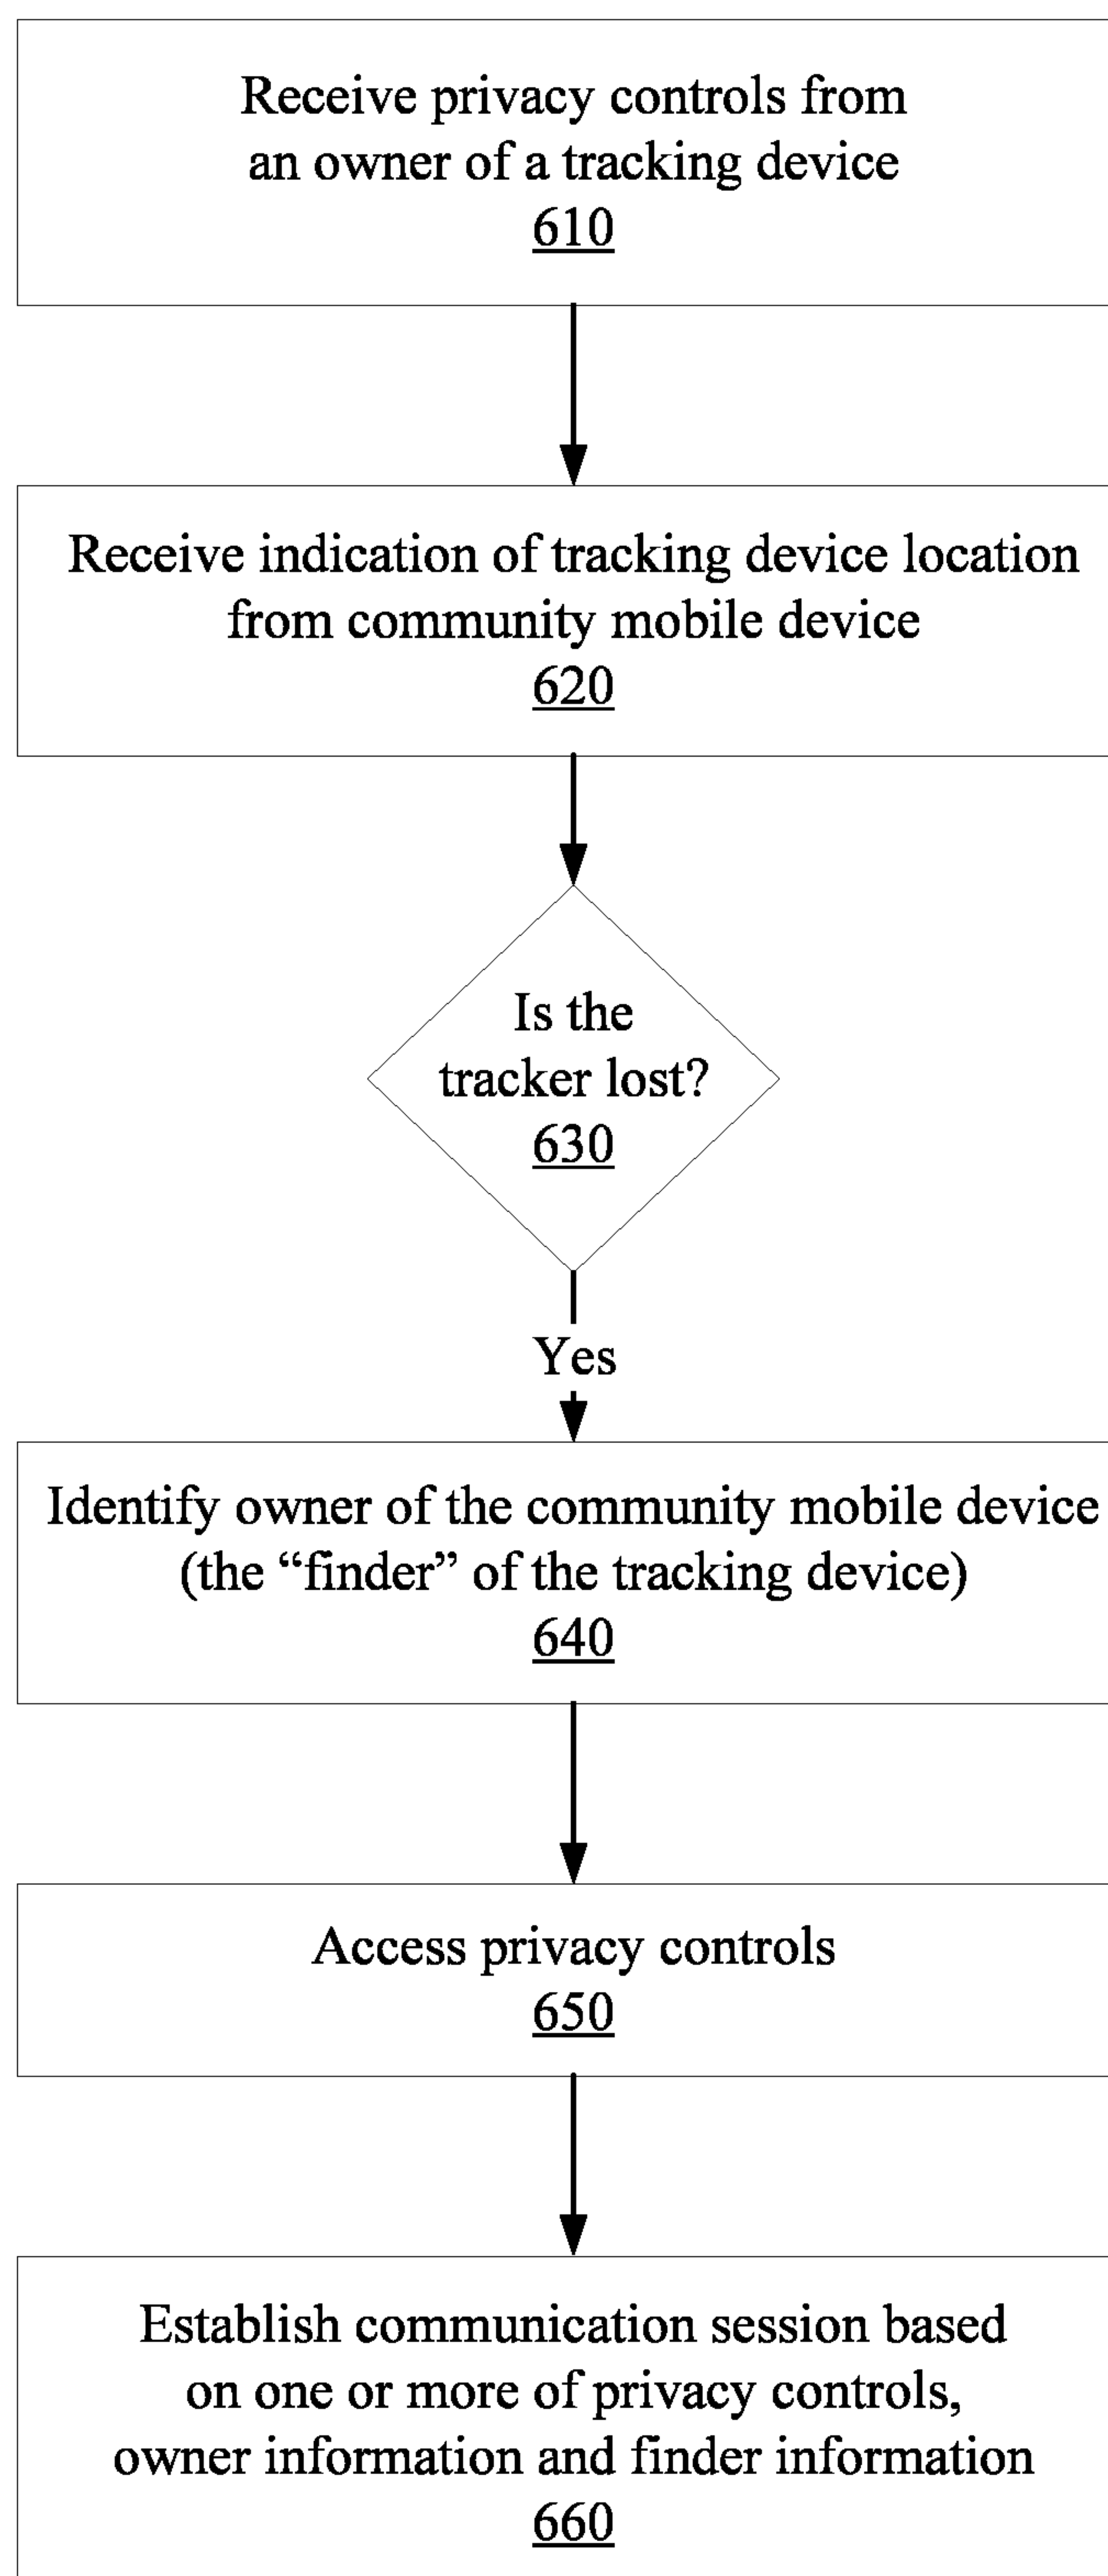 Receive privacy controls from
an owner of a tracking device
610
Receive indication of tracking device location
from community mobile device
620
Is the
tracker lost?
630
Yes
Identify owner of the community mobile device
(the “finder” of the tracking device)
640
Access privacy controls
650
Establish communication session based
on one or more of privacy controls,
owner information and finder information
660